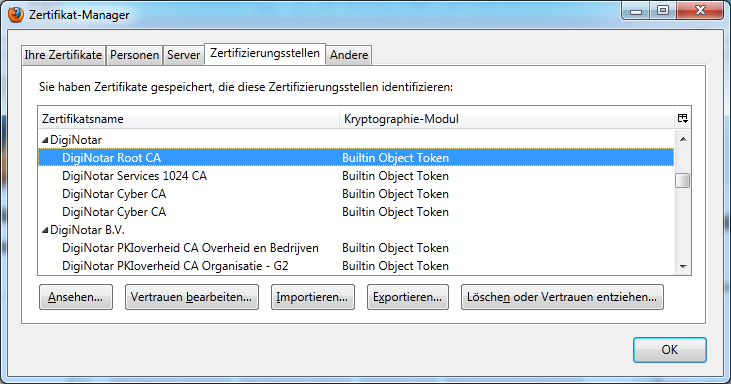 Zertifikat-Manager
Ihre Zertifikate Personen Server Zertifizierungsstellen Andere
Sie haben Zertifikate gespeichert, die diese Zertifizierungsstellen identifizieren:
Zertifikatsname Kryptographie-Modul
DigiNotar
DigiNotar Root CA Builtin Object Token
DigiNotar Services 1024 CA Builtin Object Token
DigiNotar Cyber CA Builtin Object Token
DigiNotar Cyber CA Builtin Object Token
DigiNotar B.V.
DigiNotar PKIoverheid CA Overheid en Bedrijven Builtin Object Token
DigiNotar PKIoverheid CA Organisatie - G2 Builtin Object Token
Ansehen... Vertrauen bearbeiten... Importieren... Exportieren... Löschen oder Vertrauen entziehen...
OK